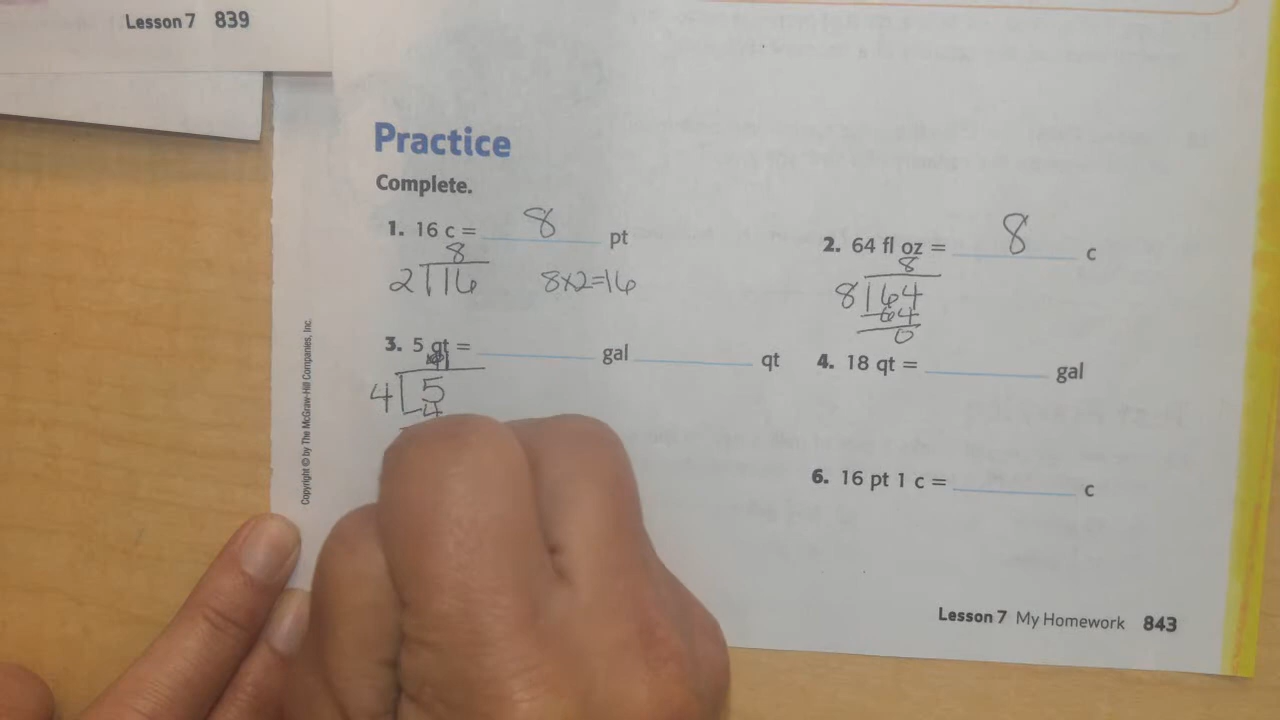 Lesson 7 839
Practice
Complete.
1. 16 c = 8 pt
8
2 16 8x2=16
2. 64 fl oz = 8 c
8
8 64
64
0
3. 5 qt = gal qt
1
4 5
4
4. 18 qt = gal
6. 16 pt 1 c = c
Lesson 7 My Homework 843
Copyright © by The McGraw-Hill Companies, Inc.